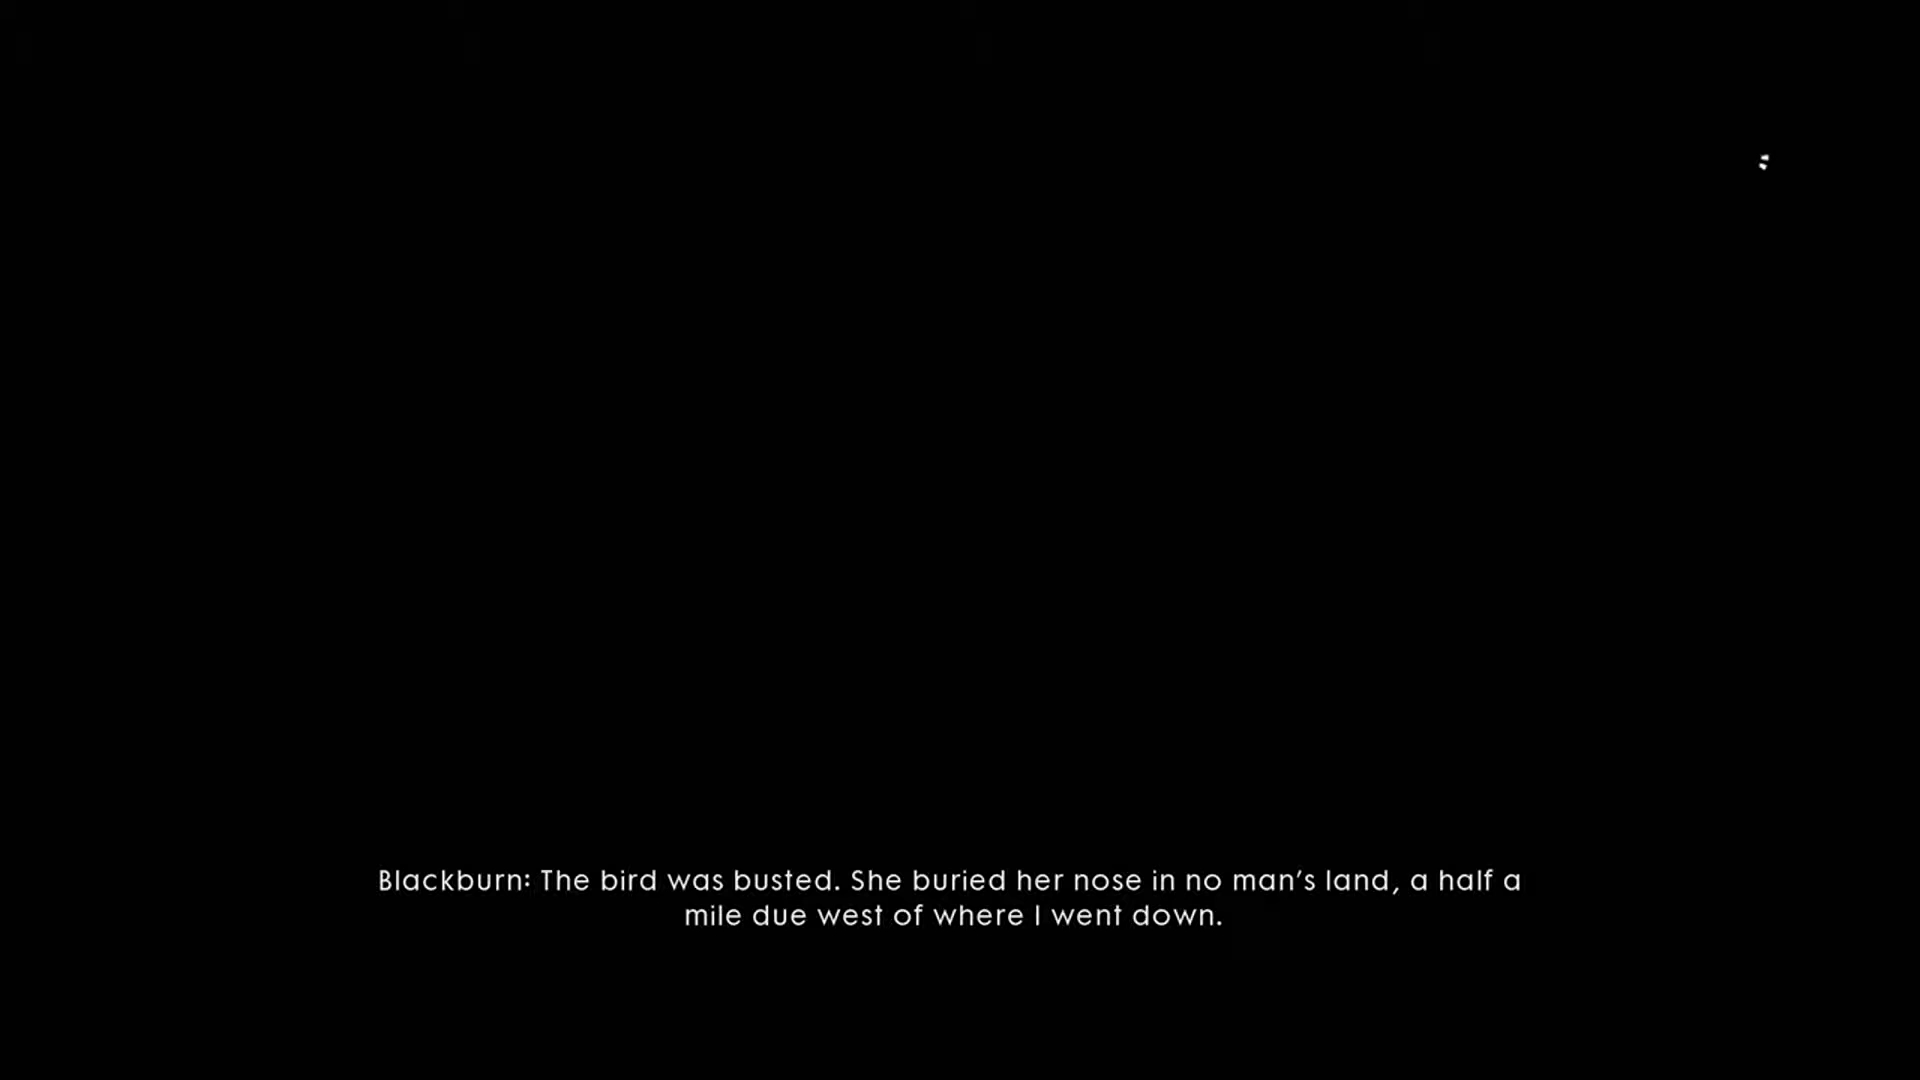 Blackburn: The bird was busted. She buried her nose in no man’s land, a half a
mile due west of where I went down.